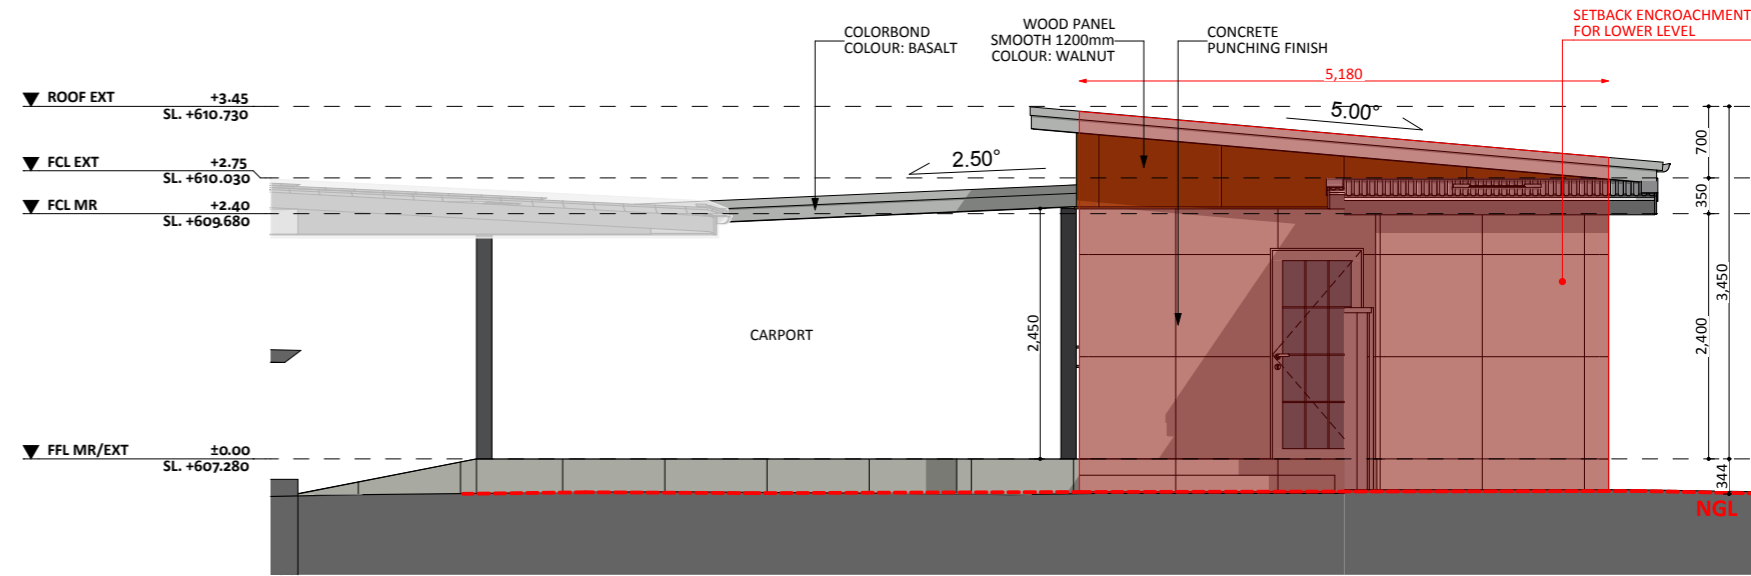 SETBACK ENCROACHMENT
FOR LOWER LEVEL
COLORBOND
COLOUR: BASALT
WOOD PANEL
SMOOTH 1200mm
COLOUR: WALNUT
CONCRETE
PUNCHING FINISH
5,180
ROOF EXT +3.45
SL. +610.730
5.00°
700
FCL EXT +2.75
SL. +610.030
2.50°
350
FCL MR +2.40
SL. +609.680
3,450
2,450
CARPORT
2,400
FFL MR/EXT ±0.00
SL. +607.280
344
NGL